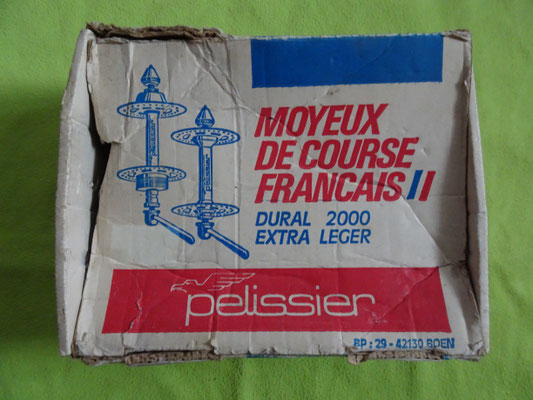 MOYEUX
DE COURSE
FRANCAIS //
DURAL 2000
EXTRA LEGER
pelissier
BP : 29 - 42130 BOEN